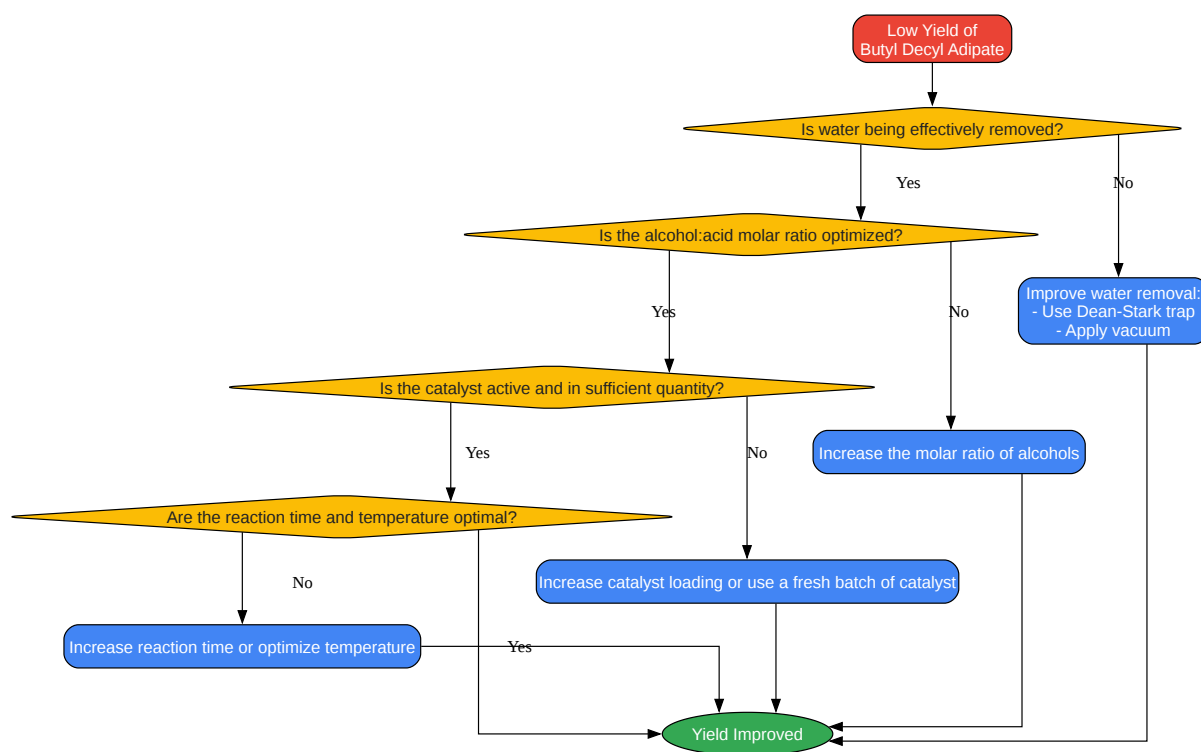 Low Yield of
Butyl Decyl Adipate
Is water being effectively removed?
Yes
No
Is the alcohol:acid molar ratio optimized?
Improve water removal:
- Use Dean-Stark trap
- Apply vacuum
Yes
No
Is the catalyst active and in sufficient quantity?
Yes
No
Increase the molar ratio of alcohols
Are the reaction time and temperature optimal?
No
Increase catalyst loading or use a fresh batch of catalyst
Increase reaction time or optimize temperature
Yes
Yield Improved